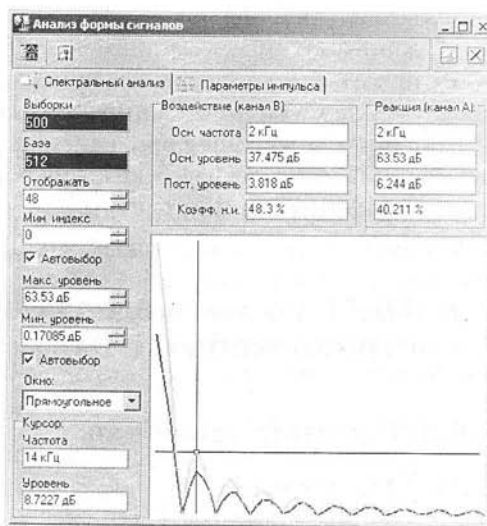 Анализ формы сигналов
Спектральный анализ
Параметры импульса
Выборки
500
База
512
Отображать
48
Мин. индекс
0
Автовыбор
Макс. уровень
63.53 дБ
Мин. уровень
0.17085 дБ
Автовыбор
Окно:
Прямоугольное
Курсор:
Частота
14 кГц
Уровень
8.7227 дБ
Воздействие (канал В)
Осн. частота 2 кГц
Осн. уровень 37.475 дБ
Пост. уровень 3.818 дБ
Коэфф. н.и. 48.3 %
Реакция (канал А)
2 кГц
63.53 дБ
6.244 дБ
40.211 %